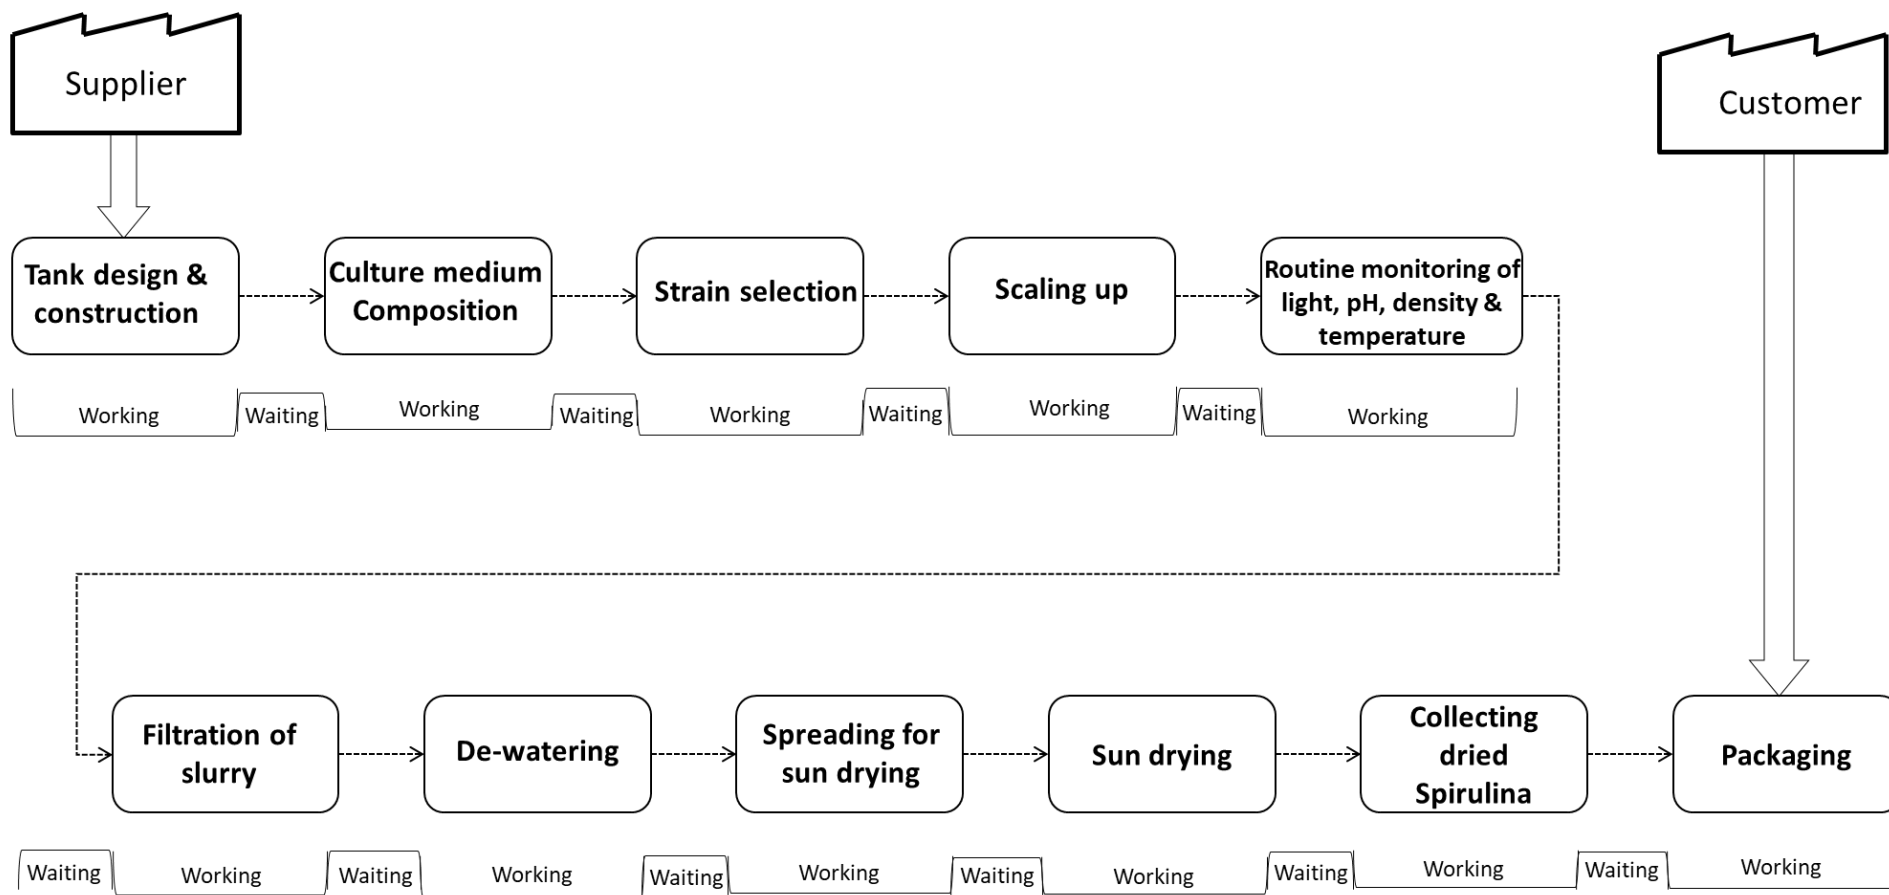 Supplier
Customer
Tank design &
construction
Culture medium
Composition
Strain selection
Scaling up
Routine monitoring of
light, pH, density &
temperature
Working
Waiting
Working
Waiting
Working
Waiting
Working
Waiting
Working
Filtration of
slurry
De-watering
Spreading for
sun drying
Sun drying
Collecting
dried
Spirulina
Packaging
Waiting
Working
Waiting
Working
Waiting
Working
Waiting
Working
Waiting
Working
Waiting
Working